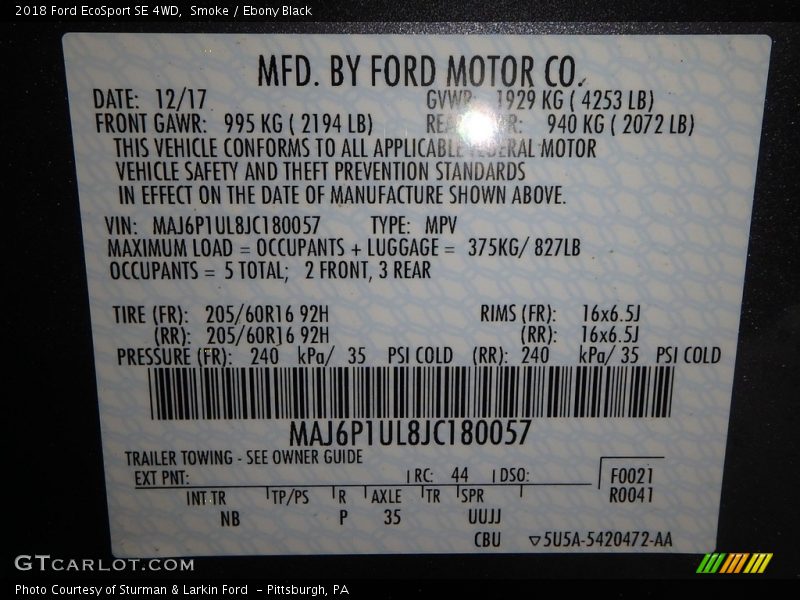 2018 Ford EcoSport SE 4WD, Smoke / Ebony Black
MFD. BY FORD MOTOR CO.
DATE: 12/17 GVWR: 1929 KG ( 4253 LB)
FRONT GAWR: 995 KG ( 2194 LB) 940 KG ( 2072 LB)
THIS VEHICLE CONFORMS TO ALL APPLICABLE FEDERAL MOTOR
VEHICLE SAFETY AND THEFT PREVENTION STANDARDS
IN EFFECT ON THE DATE OF MANUFACTURE SHOWN ABOVE.
VIN: MAJ6P1UL8JC180057 TYPE: MPV
MAXIMUM LOAD = OCCUPANTS + LUGGAGE = 375KG/ 827LB
OCCUPANTS = 5 TOTAL; 2 FRONT, 3 REAR
TIRE (FR): 205/60R16 92H RIMS (FR): 16x6.5J
(RR): 205/60R16 92H (RR): 16x6.5J
PRESSURE (FR): 240 kPa/ 35 PSI COLD (RR): 240 kPa/ 35 PSI COLD
MAJ6P1UL8JC180057
TRAILER TOWING - SEE OWNER GUIDE
EXT PNT: RC: 44 DSO: F0021
R0041
INT TR TP/PS R AXLE TR SPR
NB P 35 UUJJ
CBU ▽5U5A-5420472-AA
GTCARLOT.COM
Photo Courtesy of Sturman & Larkin Ford - Pittsburgh, PA